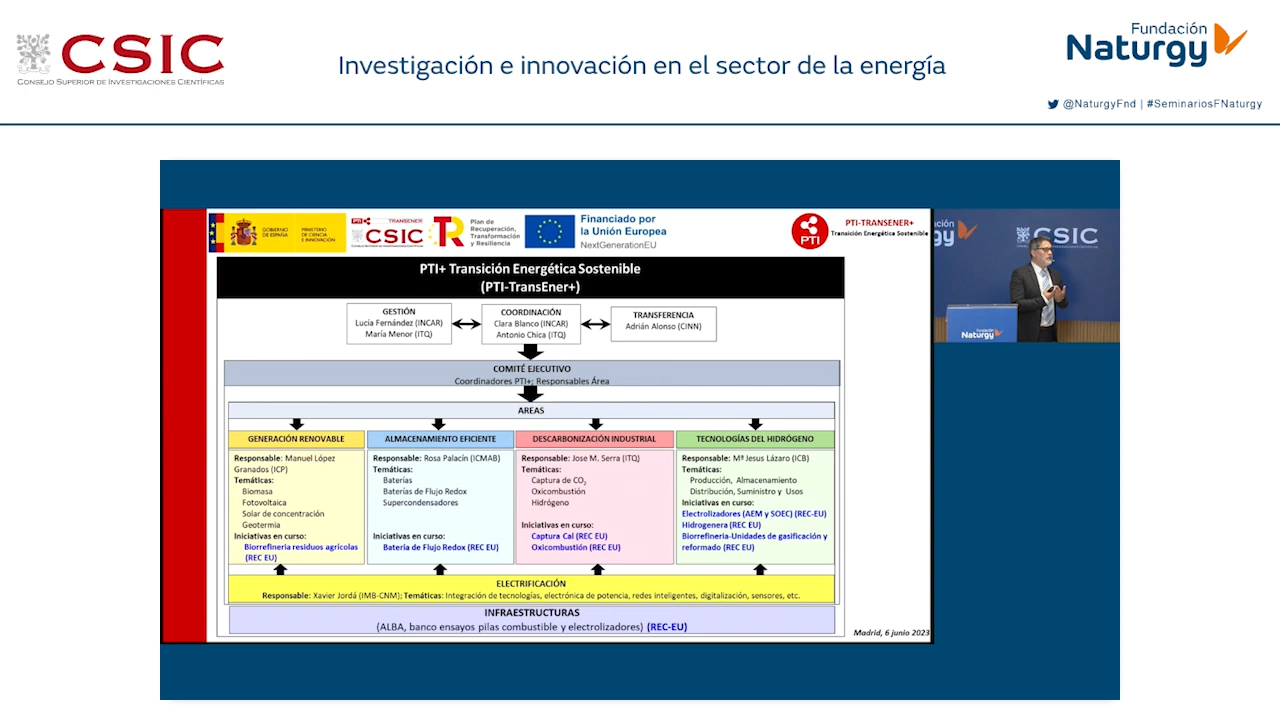 CSIC
CONSEJO SUPERIOR DE INVESTIGACIONES CIENTÍFICAS
Investigación e innovación en el sector de la energía
Fundación
Naturgy
@NaturgyFnd | #SeminariosFNaturgy
GOBIERNO
DE ESPAÑA
MINISTERIO
DE CIENCIA
E INNOVACIÓN
PTI
TRANSENER
CSIC
Plan de
Recuperación,
Transformación
y Resiliencia
Financiado por
la Unión Europea
NextGenerationEU
PTI
PTI-TRANSENER+
Transición Energética Sostenible
ción
gy
CSIC
Fundación
Naturgy
PTI+ Transición Energética Sostenible
(PTI-TransEner+)
GESTIÓN
Lucia Fernández (INCAR)
María Menor (ITQ)
COORDINACIÓN
Clara Blanco (INCAR)
Antonio Chica (ITQ)
TRANSFERENCIA
Adrián Alonso (CINN)
COMITÉ EJECUTIVO
Coordinadores PTI+; Responsables Área
AREAS
GENERACIÓN RENOVABLE
Responsable: Manuel López
Granados (ICP)
Temáticas:
Biomasa
Fotovoltaica
Solar de concentración
Geotermia
Iniciativas en curso:
Biorrefineria residuos agrícolas
(REC EU)
ALMACENAMIENTO EFICIENTE
Responsable: Rosa Palacín (ICMAB)
Temáticas:
Baterías
Baterías de Flujo Redox
Supercondensadores
Iniciativas en curso:
Batería de Flujo Redox (REC EU)
DESCARBONIZACIÓN INDUSTRIAL
Responsable: Jose M. Serra (ITQ)
Temáticas:
Captura de CO₂
Oxicombustión
Hidrógeno
Iniciativas en curso:
Captura Cal (REC EU)
Oxicombustión (REC EU)
TECNOLOGÍAS DEL HIDRÓGENO
Responsable: Mª Jesus Lázaro (ICB)
Temáticas:
Producción, Almacenamiento
Distribución, Suministro y Usos
Iniciativas en curso:
Electrolizadores (AEM y SOEC) (REC-EU)
Hidrogenera (REC EU)
Biorrefineria-Unidades de gasificación y
reformado (REC EU)
ELECTRIFICACIÓN
Responsable: Xavier Jordá (IMB-CNM); Temáticas: Integración de tecnologías, electrónica de potencia, redes inteligentes, digitalización, sensores, etc.
INFRAESTRUCTURAS
(ALBA, banco ensayos pilas combustible y electrolizadores) (REC-EU)
Madrid, 6 junio 2023